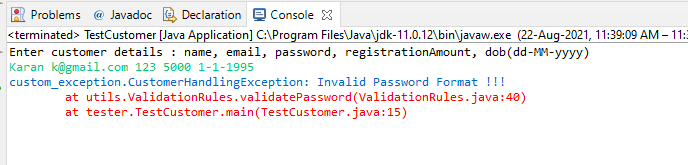 Problems @ Javadoc Declaration Console
<terminated> TestCustomer [Java Application] C:\Program Files\Java\jdk-11.0.12\bin\javaw.exe (22-Aug-2021, 11:39:09 AM – 11:3
Enter customer details : name, email, password, registrationAmount, dob(dd-MM-yyyy)
Karan k@gmail.com 123 5000 1-1-1995
custom_exception.CustomerHandlingException: Invalid Password Format !!!
at utils.ValidationRules.validatePassword(ValidationRules.java:40)
at tester.TestCustomer.main(TestCustomer.java:15)